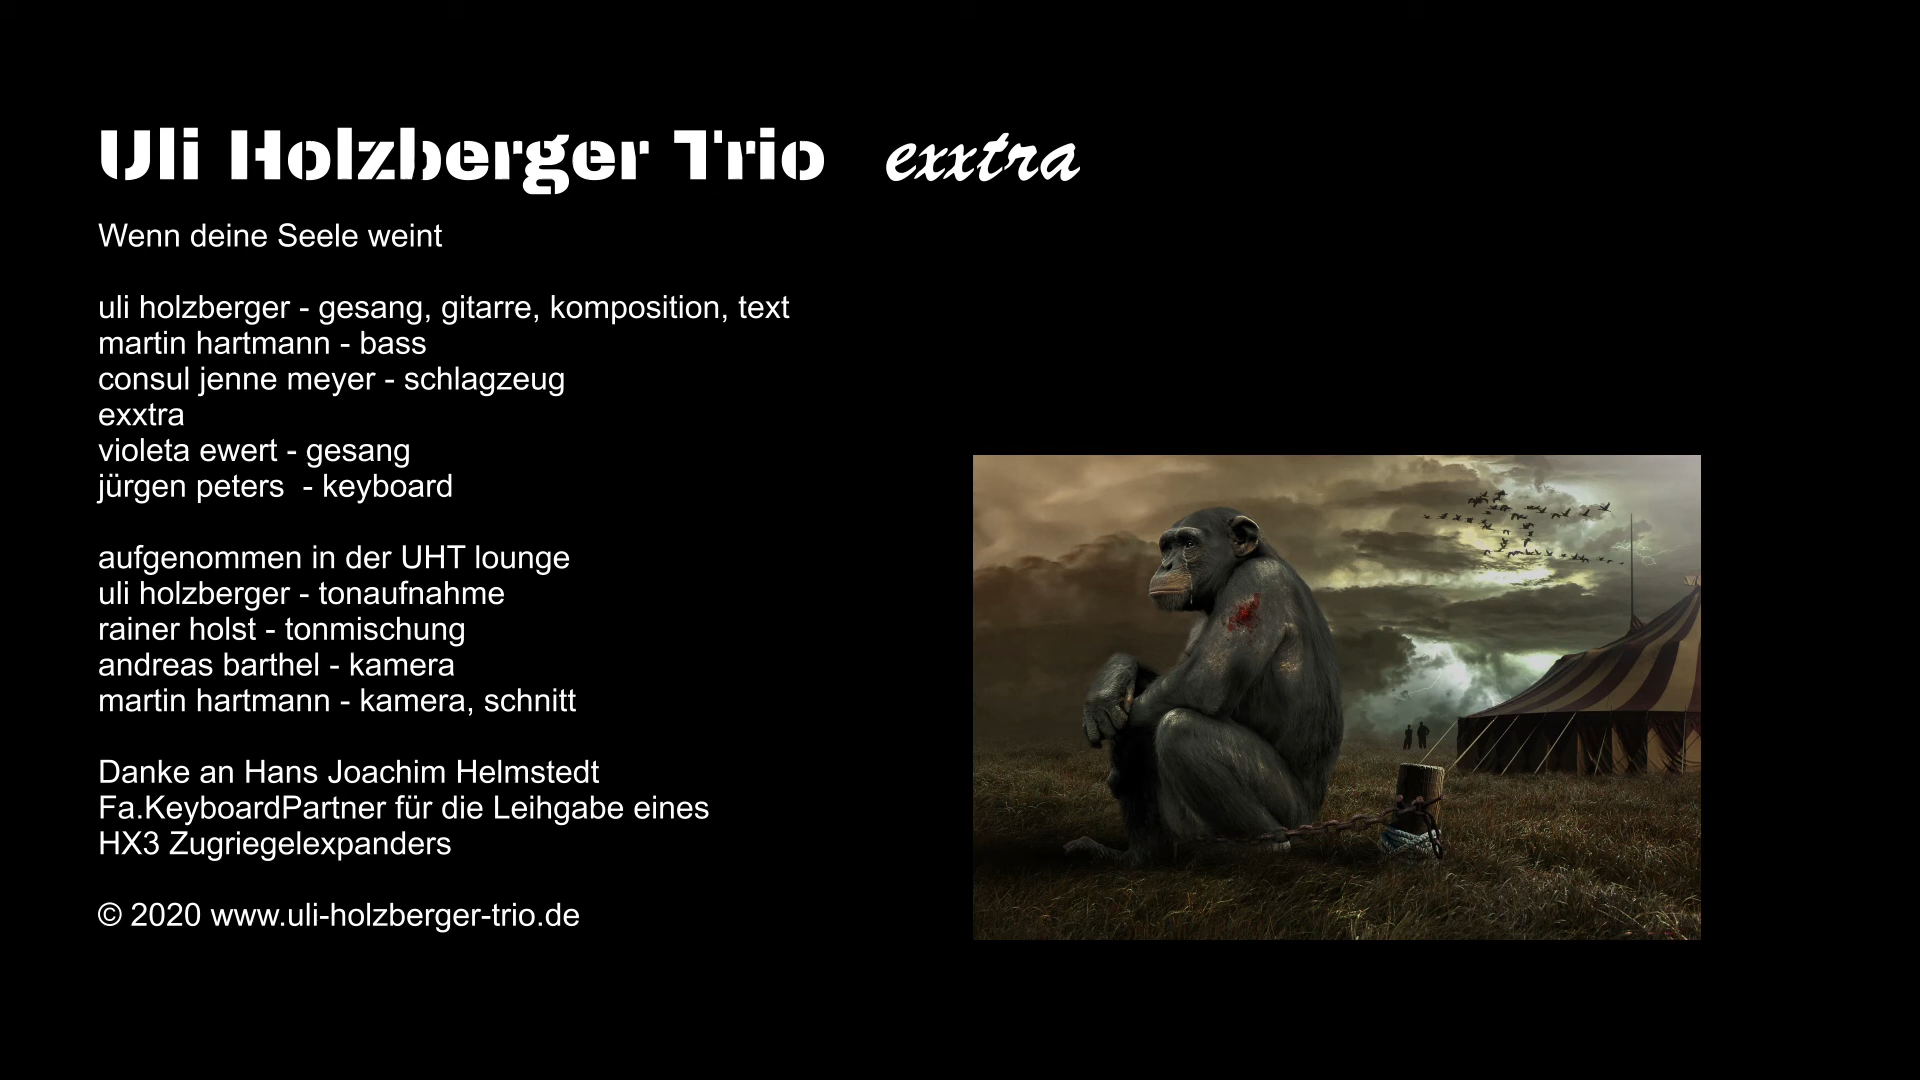 Uli Holzberger Trio exxtra
Wenn deine Seele weint
uli holzberger - gesang, gitarre, komposition, text
martin hartmann - bass
consul jenne meyer - schlagzeug
exxtra
violeta ewert - gesang
jürgen peters  - keyboard
aufgenommen in der UHT lounge
uli holzberger - tonaufnahme
rainer holst - tonmischung
andreas barthel - kamera
martin hartmann - kamera, schnitt
Danke an Hans Joachim Helmstedt
Fa.KeyboardPartner für die Leihgabe eines
HX3 Zugriegelexpanders
© 2020 www.uli-holzberger-trio.de